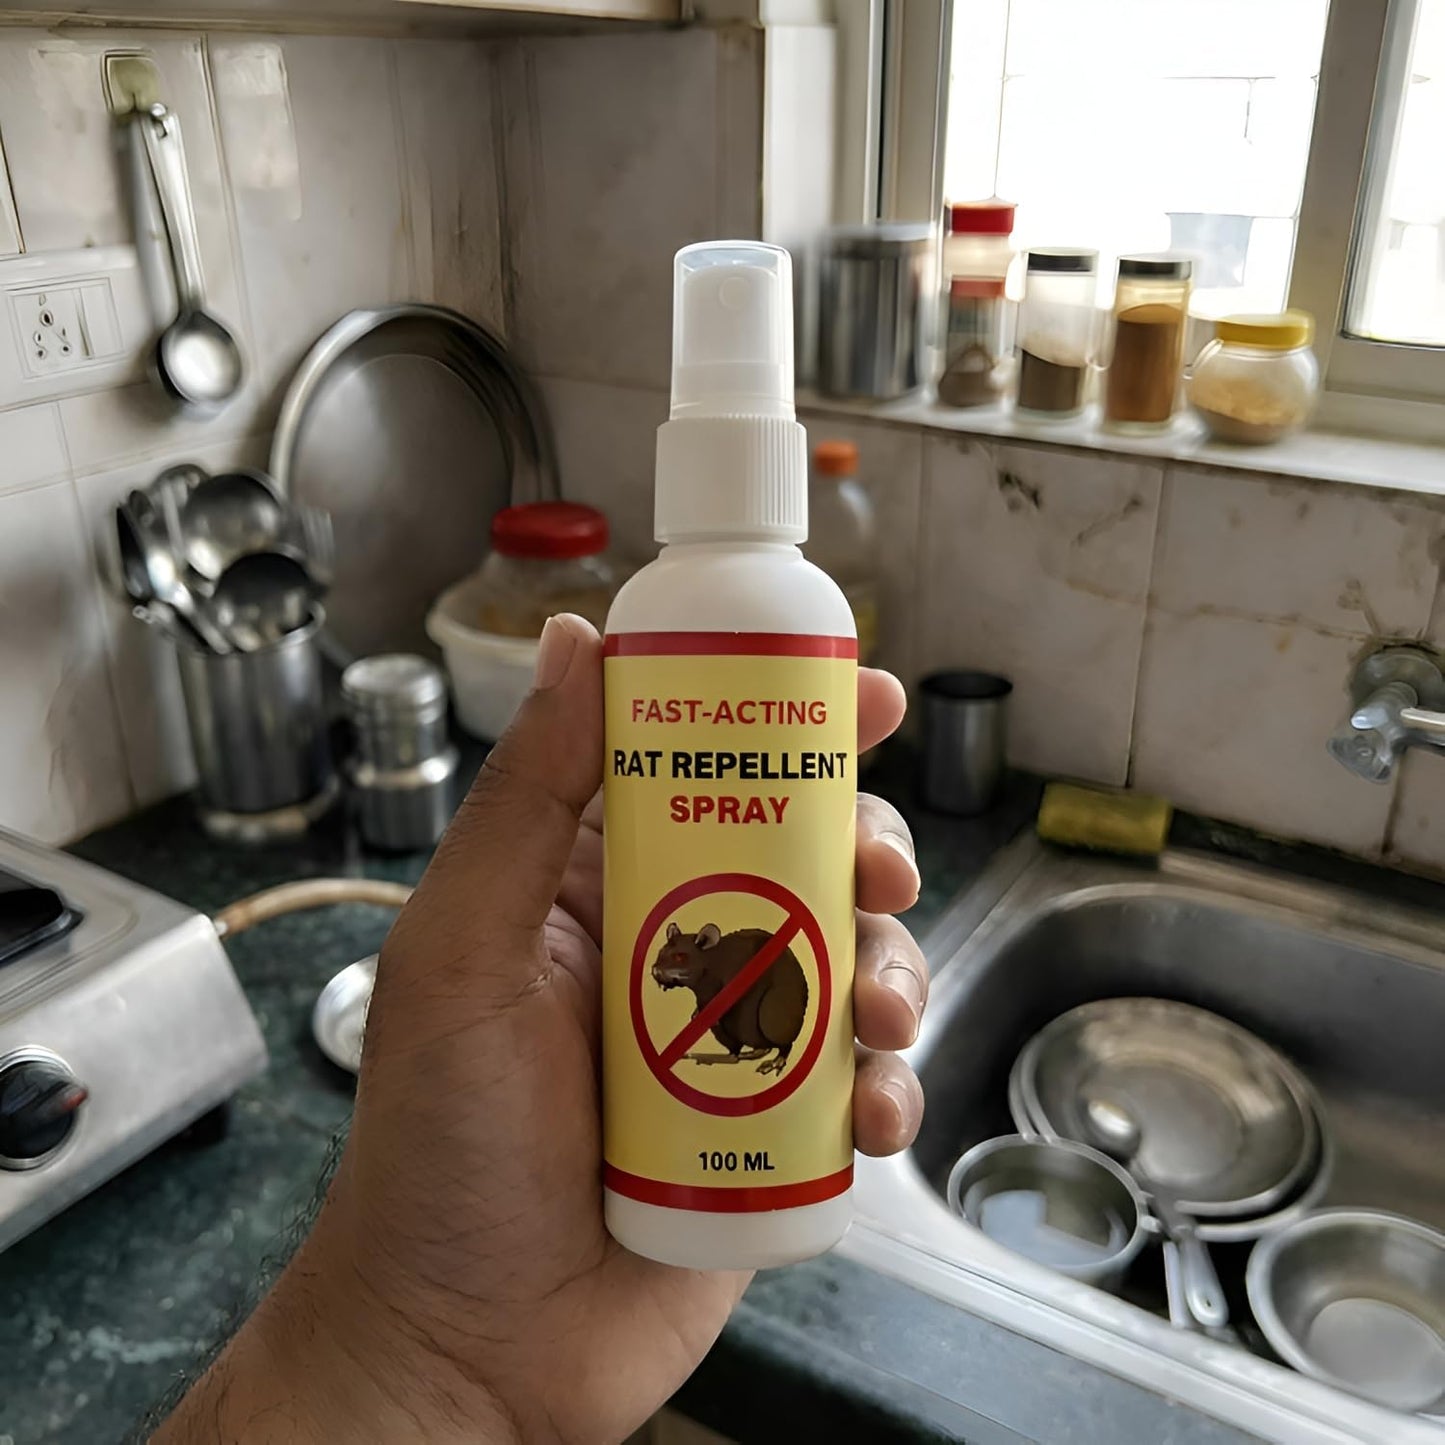 FAST-ACTING
RAT REPELLENT
SPRAY
100 ML